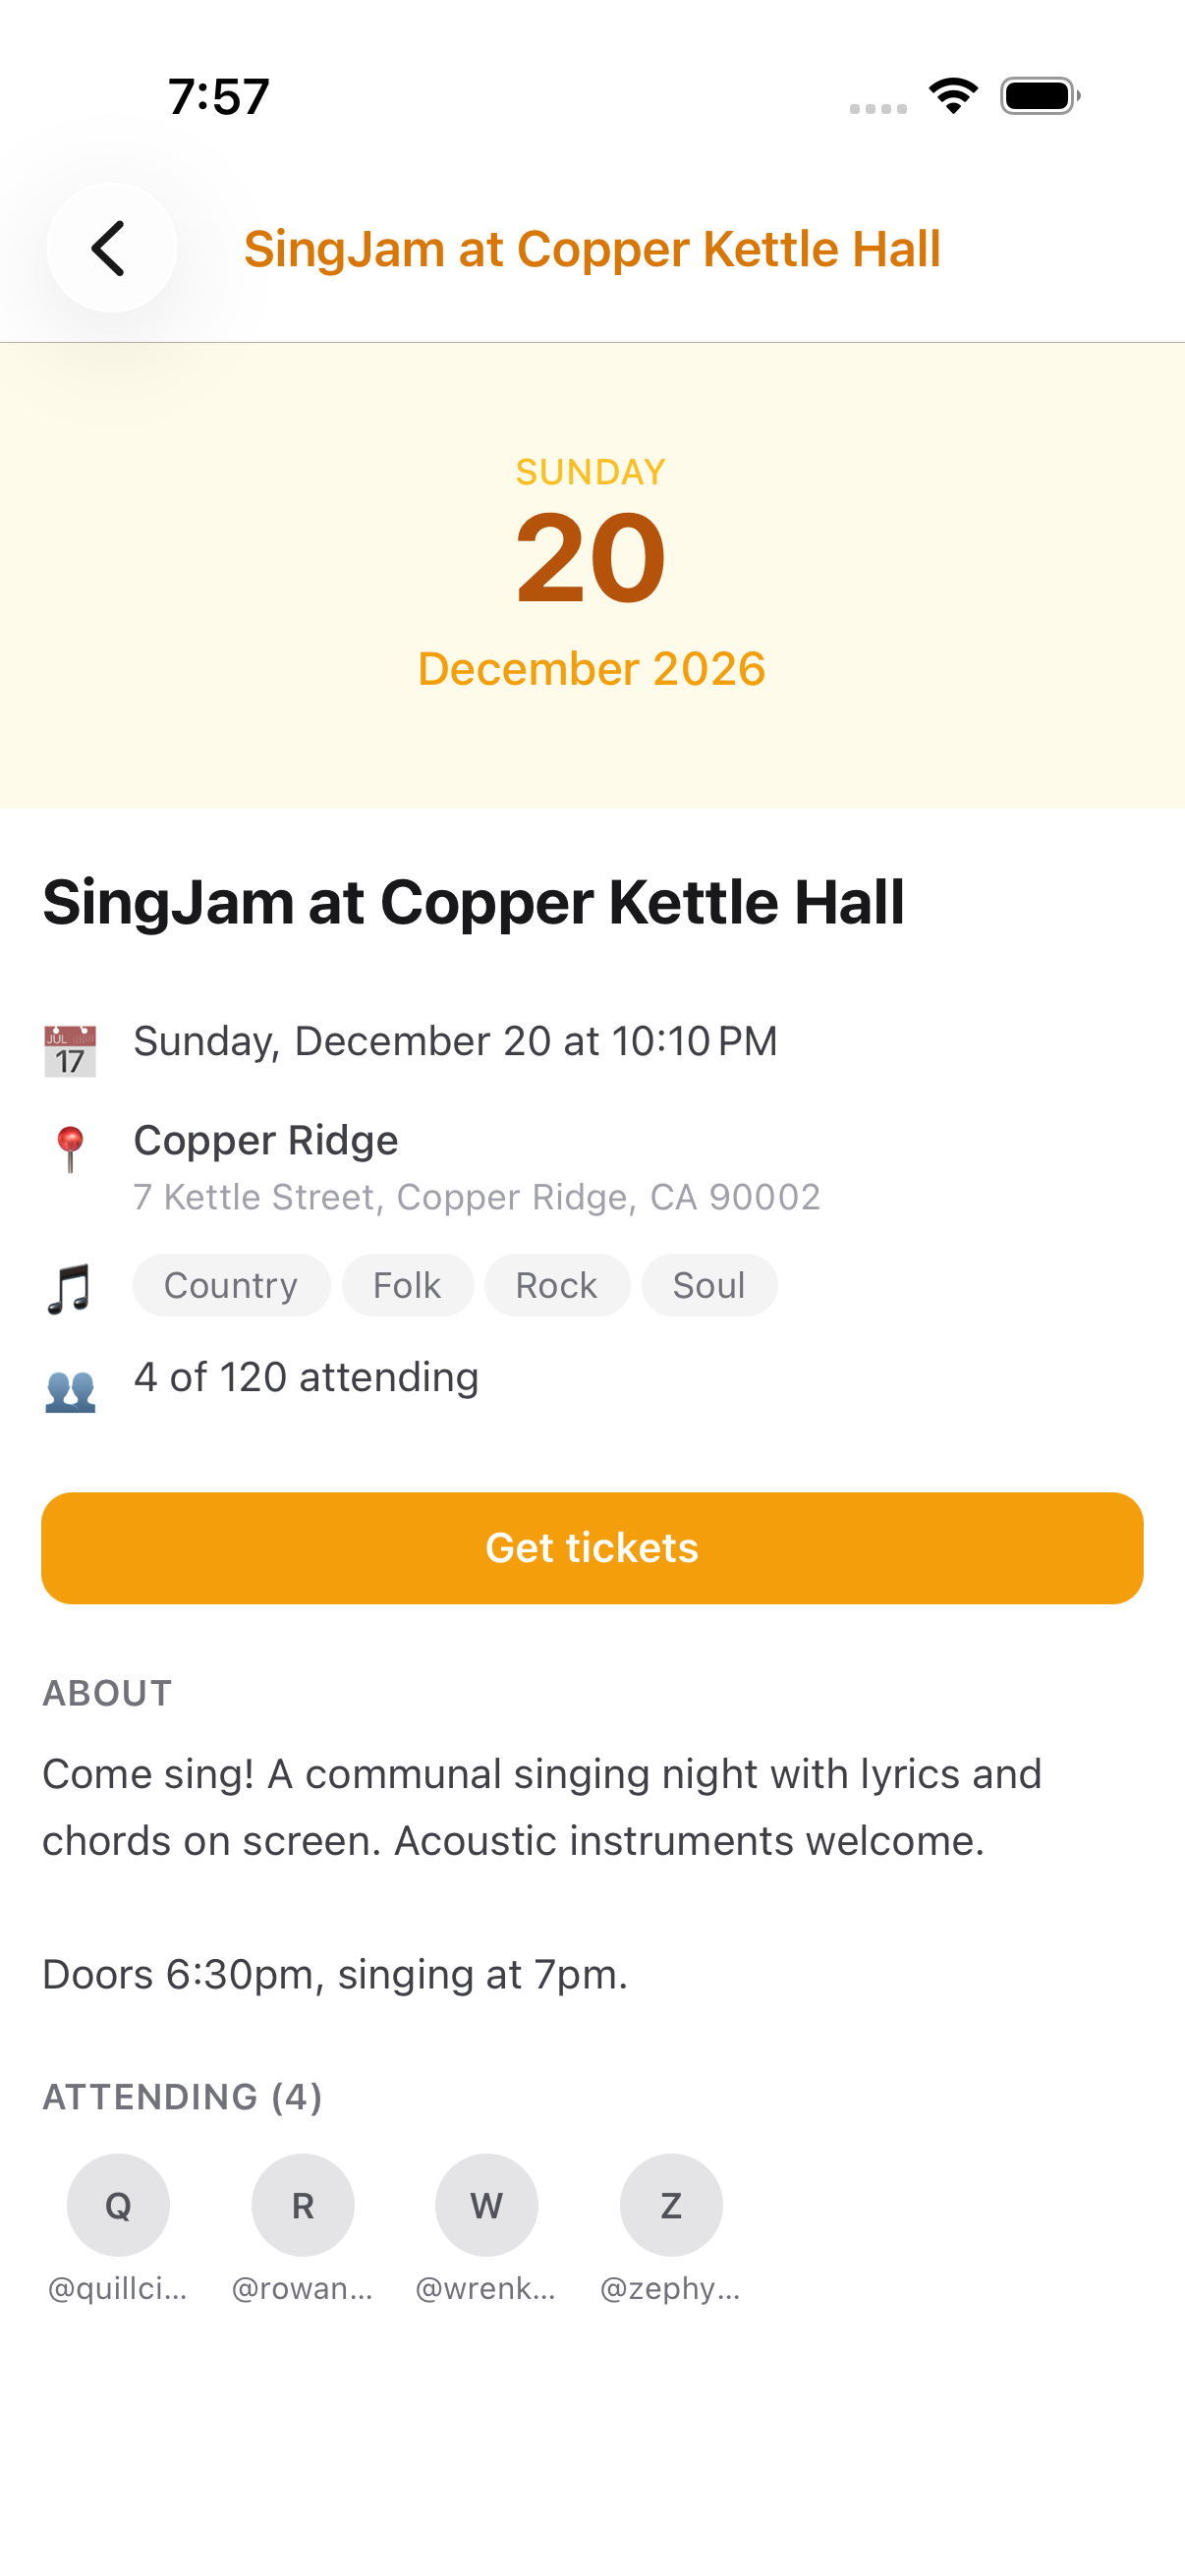 7:57
SingJam at Copper Kettle Hall
SUNDAY
20
December 2026
SingJam at Copper Kettle Hall
JUL
17
Sunday, December 20 at 10:10 PM
Copper Ridge
7 Kettle Street, Copper Ridge, CA 90002
Country Folk Rock Soul
4 of 120 attending
Get tickets
ABOUT
Come sing! A communal singing night with lyrics and
chords on screen. Acoustic instruments welcome.
Doors 6:30pm, singing at 7pm.
ATTENDING (4)
Q R W Z
@quillci... @rowan... @wrenk... @zephy...